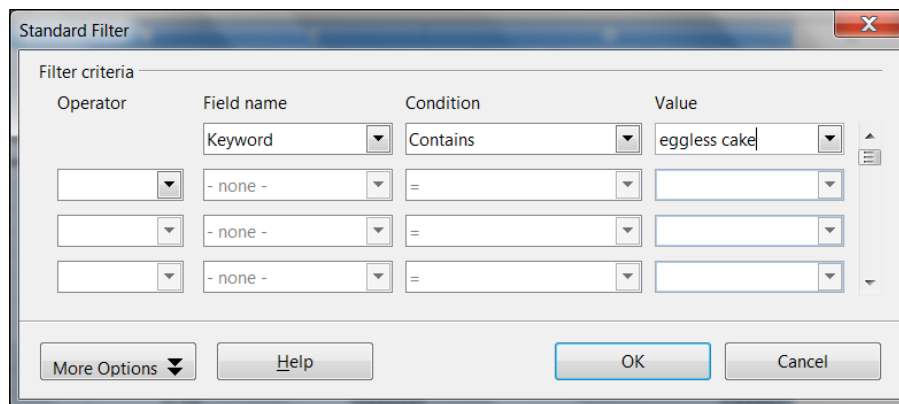 Standard Filter
Filter criteria
Operator Field name Condition Value
Keyword Contains eggless cake
- none - =
- none - =
- none - =
More Options Help OK Cancel